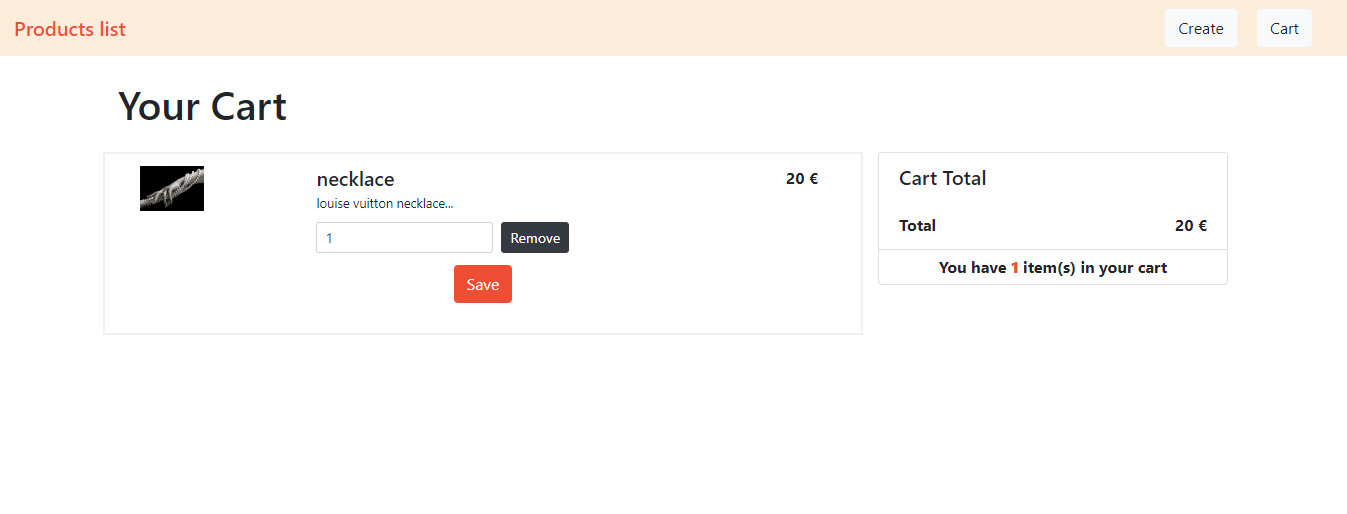 Products list
Create
Cart
Your Cart
necklace
20 €
louise vuitton necklace...
1
Remove
Save
Cart Total
Total
20 €
You have 1 item(s) in your cart